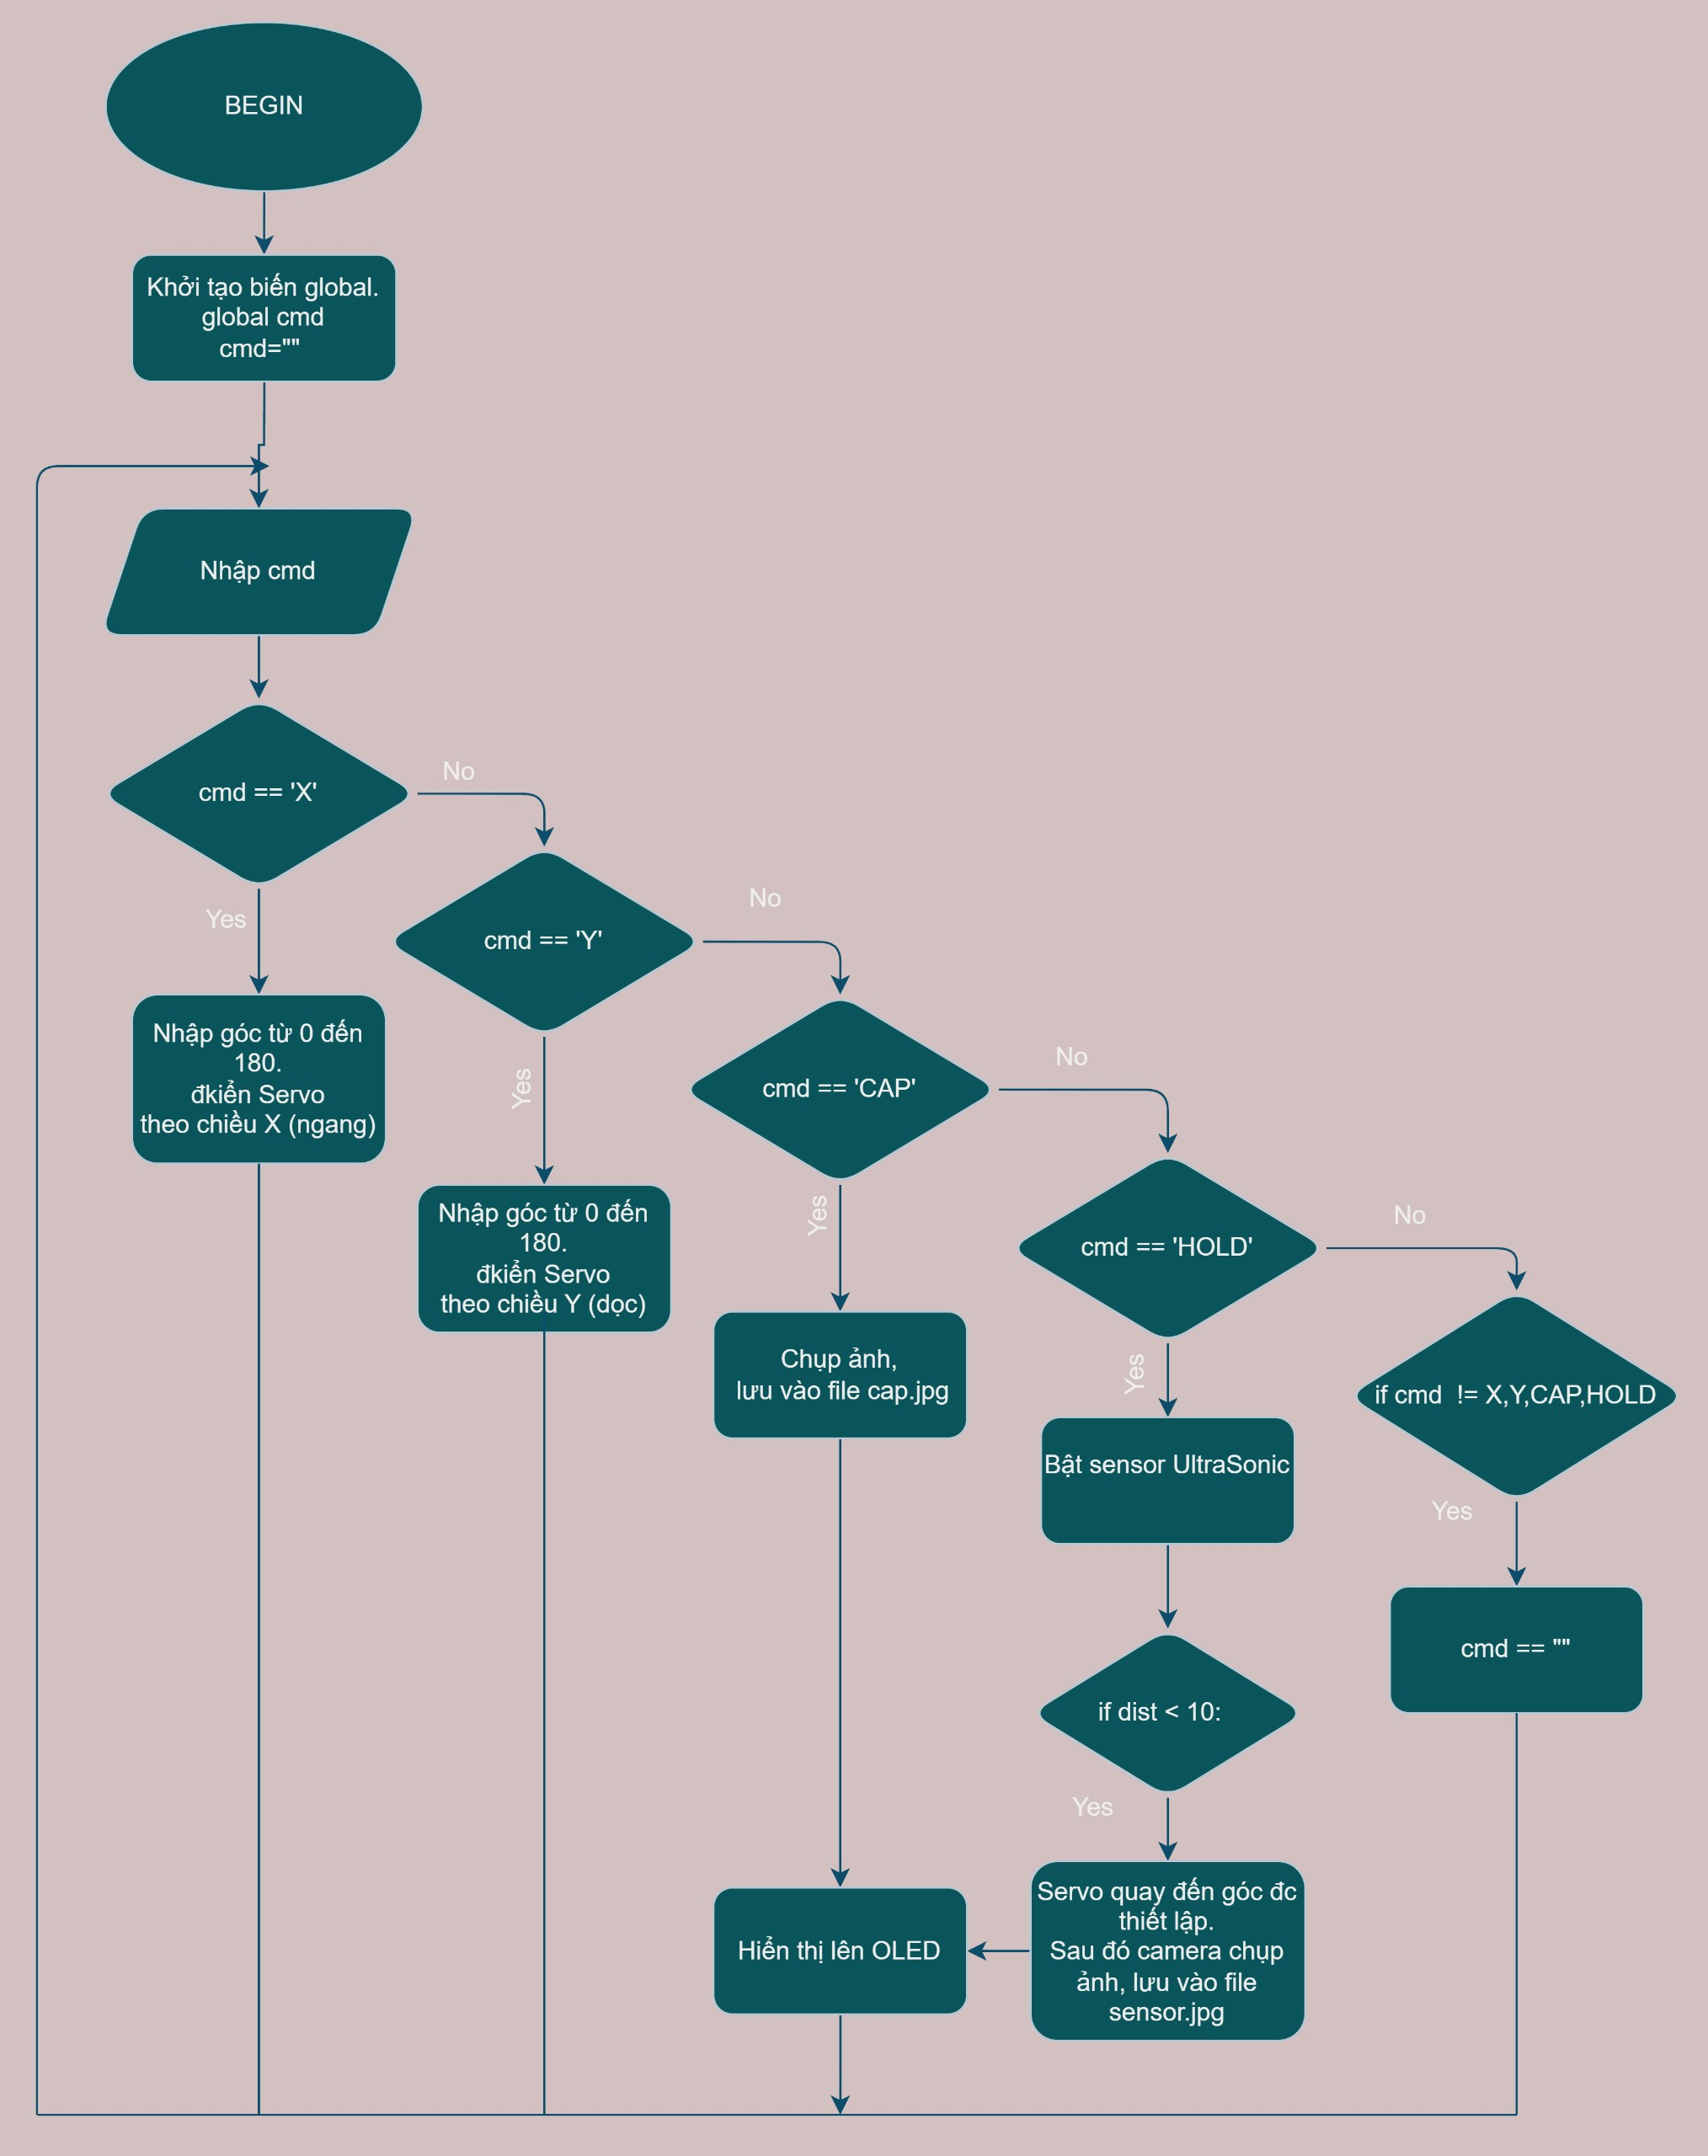 BEGIN
Khởi tạo biến global.
global cmd
cmd=""
Nhập cmd
cmd == 'X'
No
Yes
cmd == 'Y'
No
Yes
Nhập góc từ 0 đến
180.
đkiển Servo
theo chiều X (ngang)
cmd == 'CAP'
No
Yes
Nhập góc từ 0 đến
180.
đkiển Servo
theo chiều Y (dọc)
cmd == 'HOLD'
No
Yes
Chụp ảnh,
lưu vào file cap.jpg
if cmd  != X,Y,CAP,HOLD
Yes
Bật sensor UltraSonic
cmd == ""
if dist < 10:
Yes
Servo quay đến góc đc
thiết lập.
Sau đó camera chụp
ảnh, lưu vào file
sensor.jpg
Hiển thị lên OLED